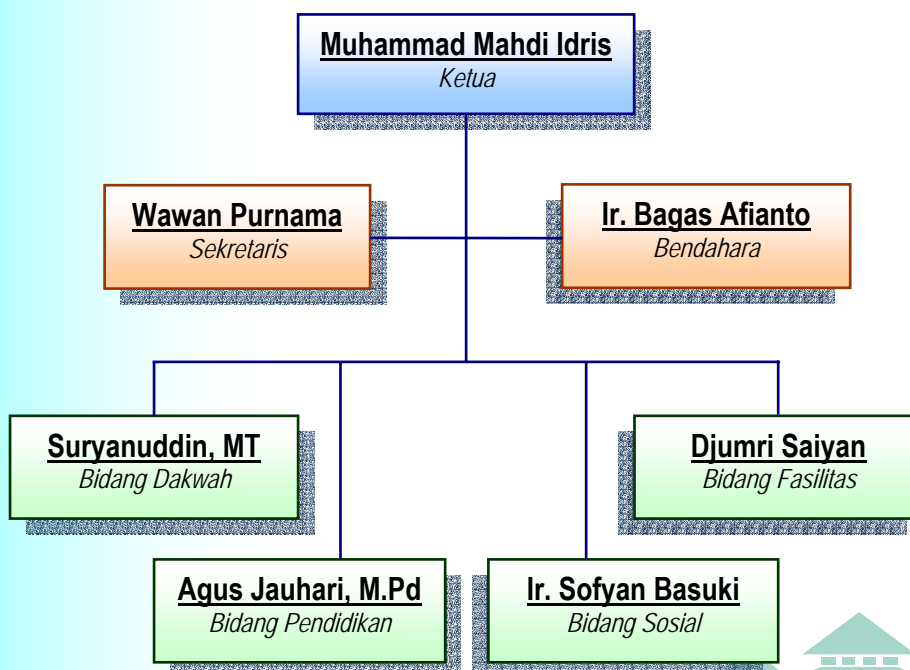 Muhammad Mahdi Idris
Ketua
Wawan Purnama
Sekretaris
Ir. Bagas Afianto
Bendahara
Suryanuddin, MT
Bidang Dakwah
Djumri Saiyan
Bidang Fasilitas
Agus Jauhari, M.Pd
Bidang Pendidikan
Ir. Sofyan Basuki
Bidang Sosial